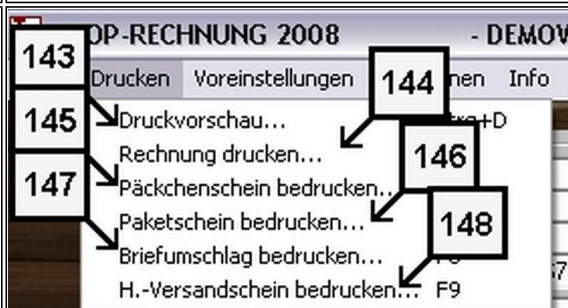 OP-RECHNUNG 2008 - DEMOV
Drucken Voreinstellungen nen Info
143
144
Druckvorschau... Strg+D
145
Rechnung drucken...
146
Päckchenschein bedrucken..
147
Paketschein bedrucken...
148
Briefumschlag bedrucken...
H.-Versandschein bedrucken... F9